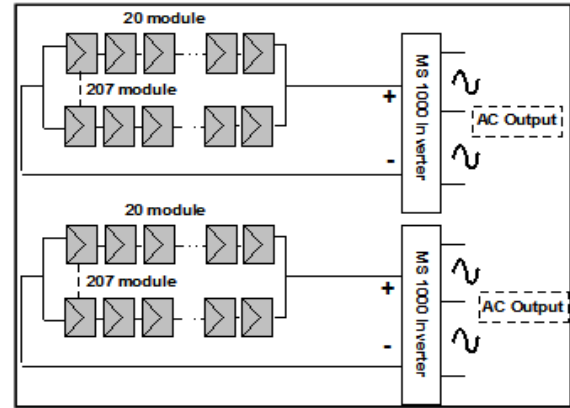 20 module
207 module
+
-
MS 1000 Inverter
AC Output
20 module
207 module
+
-
MS 1000 Inverter
AC Output